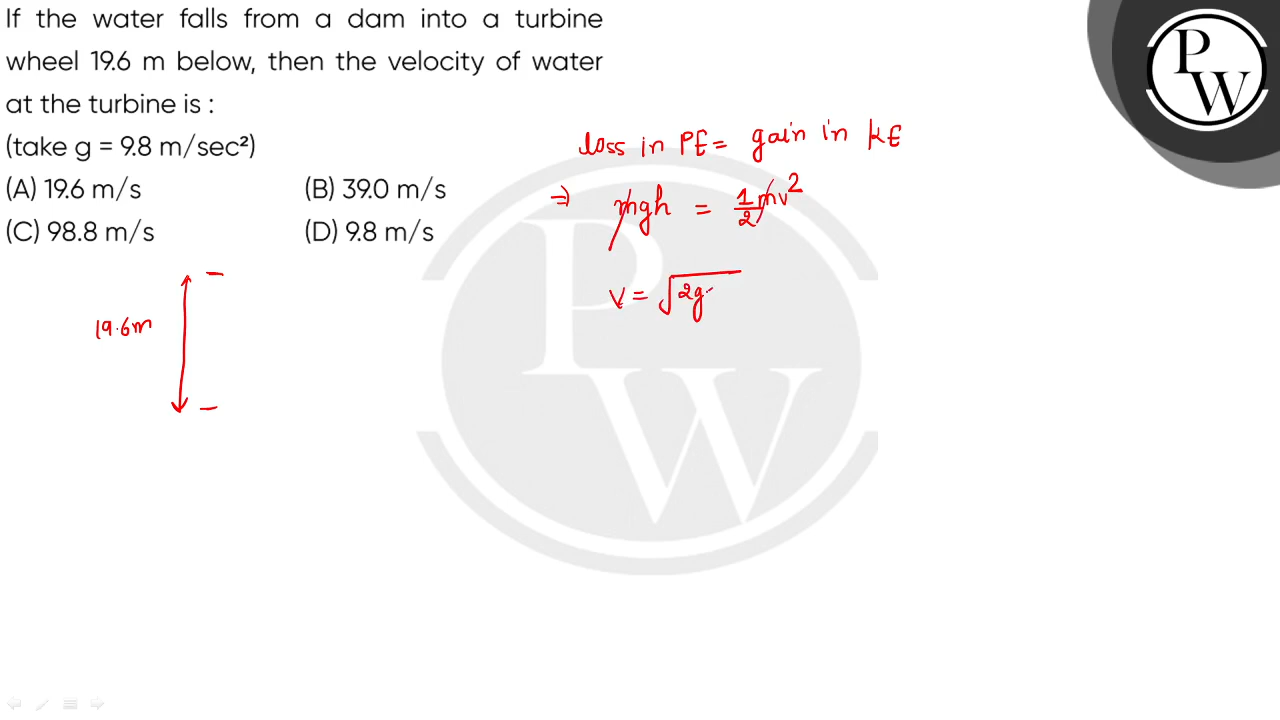 If the water falls from a dam into a turbine
wheel 19.6 m below, then the velocity of water
at the turbine is :
(take g = 9.8 m/sec²)
(A) 19.6 m/s (B) 39.0 m/s
(C) 98.8 m/s (D) 9.8 m/s
19.6m
loss in PE = gain in KE
⇒ mgh = 1/2 mv²
v = √2g
PW
PW